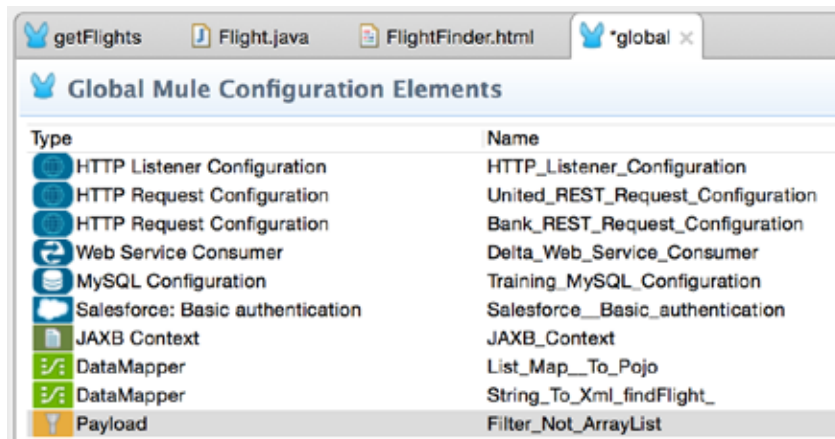 getFlights Flight.java FlightFinder.html *global
Global Mule Configuration Elements
Type Name
HTTP Listener Configuration HTTP_Listener_Configuration
HTTP Request Configuration United_REST_Request_Configuration
HTTP Request Configuration Bank_REST_Request_Configuration
Web Service Consumer Delta_Web_Service_Consumer
MySQL Configuration Training_MySQL_Configuration
Salesforce: Basic authentication Salesforce__Basic_authentication
JAXB Context JAXB_Context
DataMapper List_Map__To_Pojo
DataMapper String_To_Xml_findFlight_
Payload Filter_Not_ArrayList